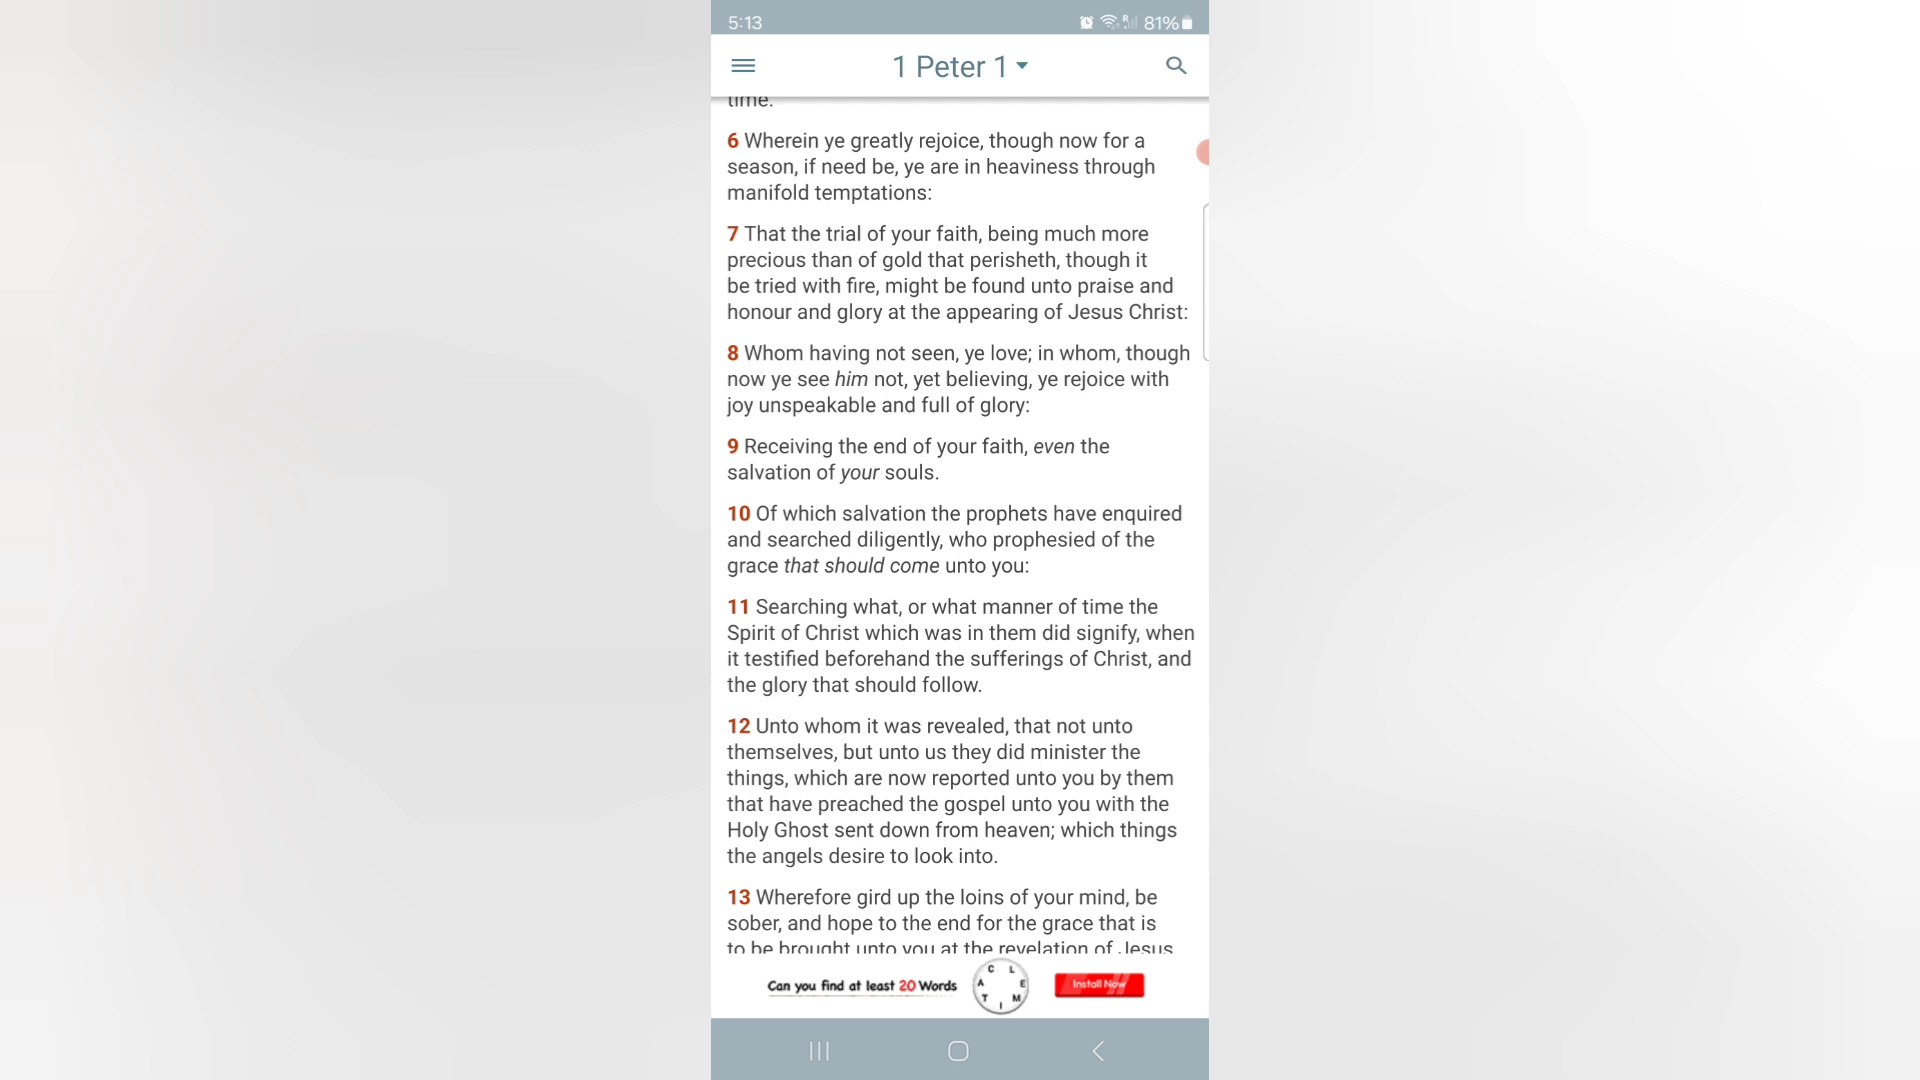 5:13
81%
1 Peter 1
time.
6 Wherein ye greatly rejoice, though now for a
season, if need be, ye are in heaviness through
manifold temptations:
7 That the trial of your faith, being much more
precious than of gold that perisheth, though it
be tried with fire, might be found unto praise and
honour and glory at the appearing of Jesus Christ:
8 Whom having not seen, ye love; in whom, though
now ye see him not, yet believing, ye rejoice with
joy unspeakable and full of glory:
9 Receiving the end of your faith, even the
salvation of your souls.
10 Of which salvation the prophets have enquired
and searched diligently, who prophesied of the
grace that should come unto you:
11 Searching what, or what manner of time the
Spirit of Christ which was in them did signify, when
it testified beforehand the sufferings of Christ, and
the glory that should follow.
12 Unto whom it was revealed, that not unto
themselves, but unto us they did minister the
things, which are now reported unto you by them
that have preached the gospel unto you with the
Holy Ghost sent down from heaven; which things
the angels desire to look into.
13 Wherefore gird up the loins of your mind, be
sober, and hope to the end for the grace that is
to be brought unto you at the revelation of Jesus
Can you find at least 20 Words
C L
A E
T M
I
Install Now